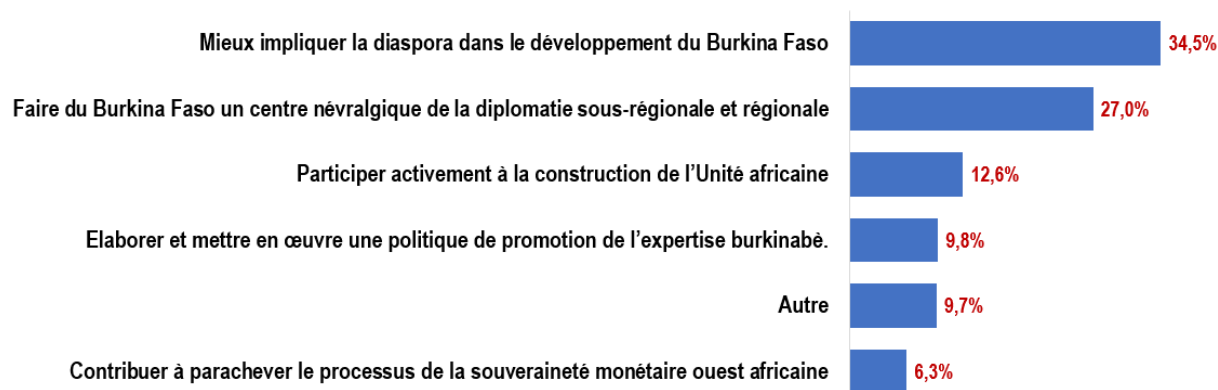 Mieux impliquer la diaspora dans le développement du Burkina Faso 34,5%
Faire du Burkina Faso un centre névralgique de la diplomatie sous-régionale et régionale 27,0%
Participer activement à la construction de l’Unité africaine 12,6%
Elaborer et mettre en œuvre une politique de promotion de l’expertise burkinabè. 9,8%
Autre 9,7%
Contribuer à parachever le processus de la souveraineté monétaire ouest africaine 6,3%